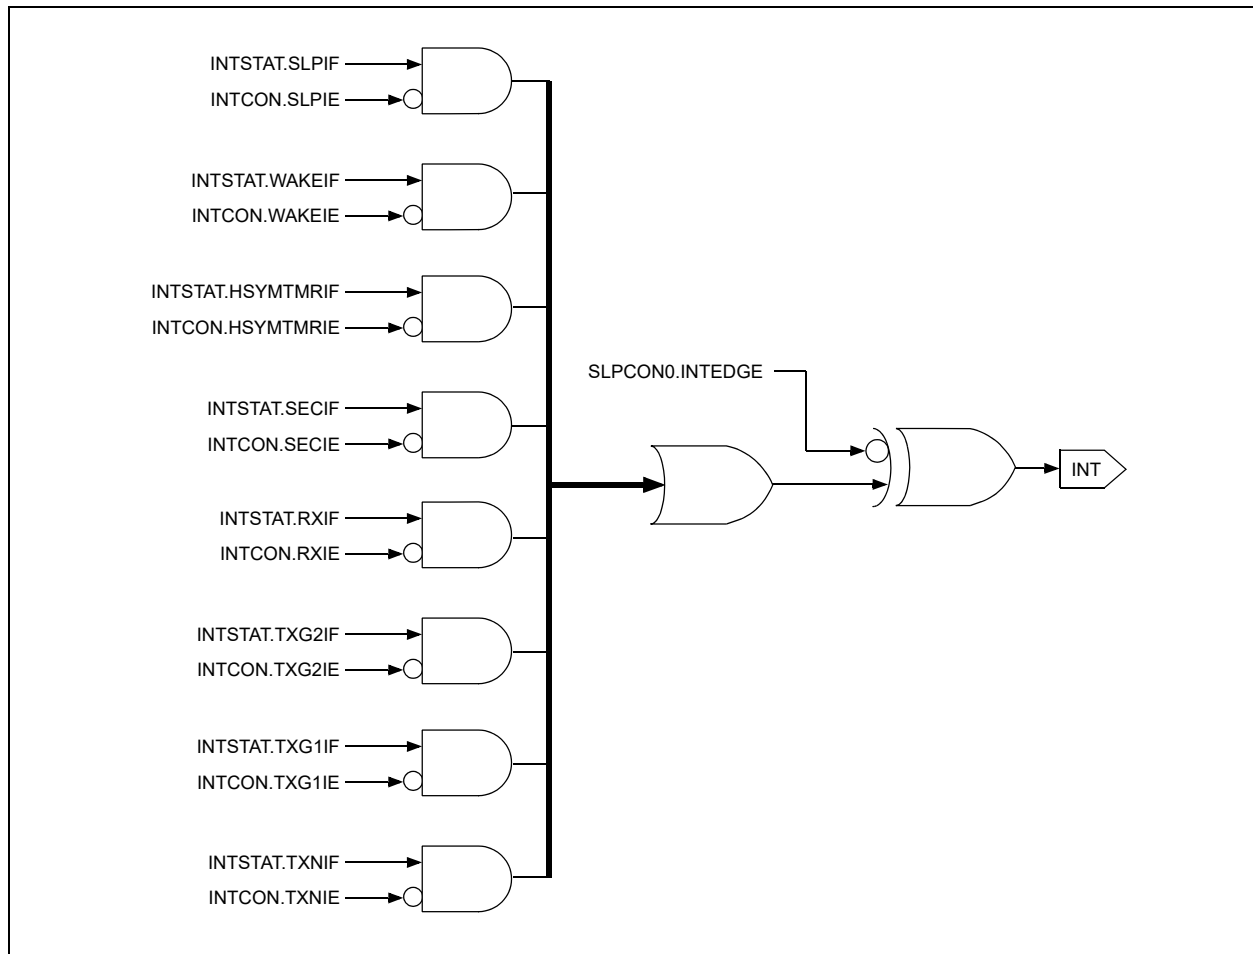 INTSTAT.SLPIF
INTCON.SLPIE
INTSTAT.WAKEIF
INTCON.WAKEIE
INTSTAT.HSYMTMRIF
INTCON.HSYMTMRIE
SLPCON0.INTEDGE
INTSTAT.SECIF
INTCON.SECIE
INT
INTSTAT.RXIF
INTCON.RXIE
INTSTAT.TXG2IF
INTCON.TXG2IE
INTSTAT.TXG1IF
INTCON.TXG1IE
INTSTAT.TXNIF
INTCON.TXNIE